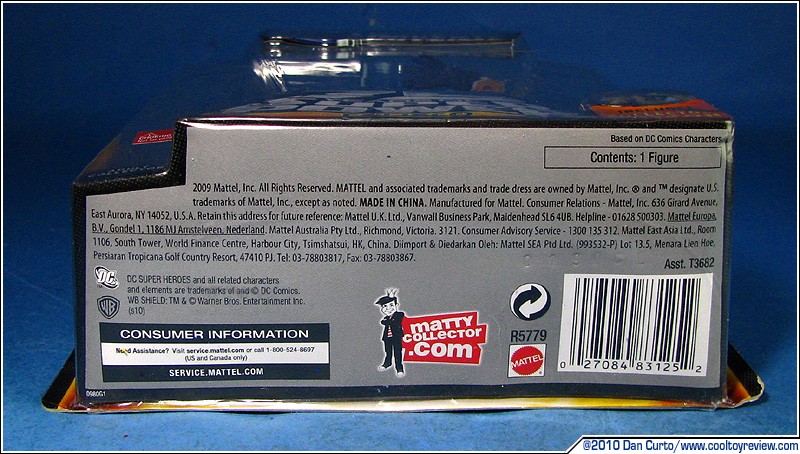 Based on DC Comics Characters
Contents: 1 Figure
2009 Mattel, Inc. All Rights Reserved. MATTEL and associated trademarks and trade dress are owned by Mattel, Inc. ® and ™ designate U.S.
trademarks of Mattel, Inc., except as noted. MADE IN CHINA. Manufactured for Mattel. Consumer Relations - Mattel, Inc. 636 Girard Avenue,
East Aurora, NY 14052, U.S.A. Retain this address for future reference: Mattel U.K. Ltd., Vanwall Business Park, Maidenhead SL6 4UB. Helpline - 01628 500303. Mattel Europa,
B.V., Gondel 1, 1186 MJ Amstelveen, Nederland. Mattel Australia Pty Ltd., Richmond, Victoria. 3121. Consumer Advisory Service - 1300 135 312. Mattel East Asia Ltd., Room
1106, South Tower, World Finance Centre, Harbour City, Tsimshatsui, HK, China. Diimport & Diedarkan Oleh: Mattel SEA Ptd Ltd. (993532-P) Lot 13.5, Menara Lien Hoe,
Persiaran Tropicana Golf Country Resort, 47410 PJ. Tel: 03-78803817, Fax: 03-78803867.
Asst. T3682
DC
DC SUPER HEROES and all related characters
and elements are trademarks of and © DC Comics.
WB SHIELD: TM & © Warner Bros. Entertainment Inc.
(s10)
CONSUMER INFORMATION
Need Assistance? Visit service.mattel.com or call 1-800-524-8697
(US and Canada only)
SERVICE.MATTEL.COM
0980G1
matty
COLLECTOR
.com
R5779
MATTEL
0 27084 83125 2
©2010 Dan Curto/www.cooltoyreview.com